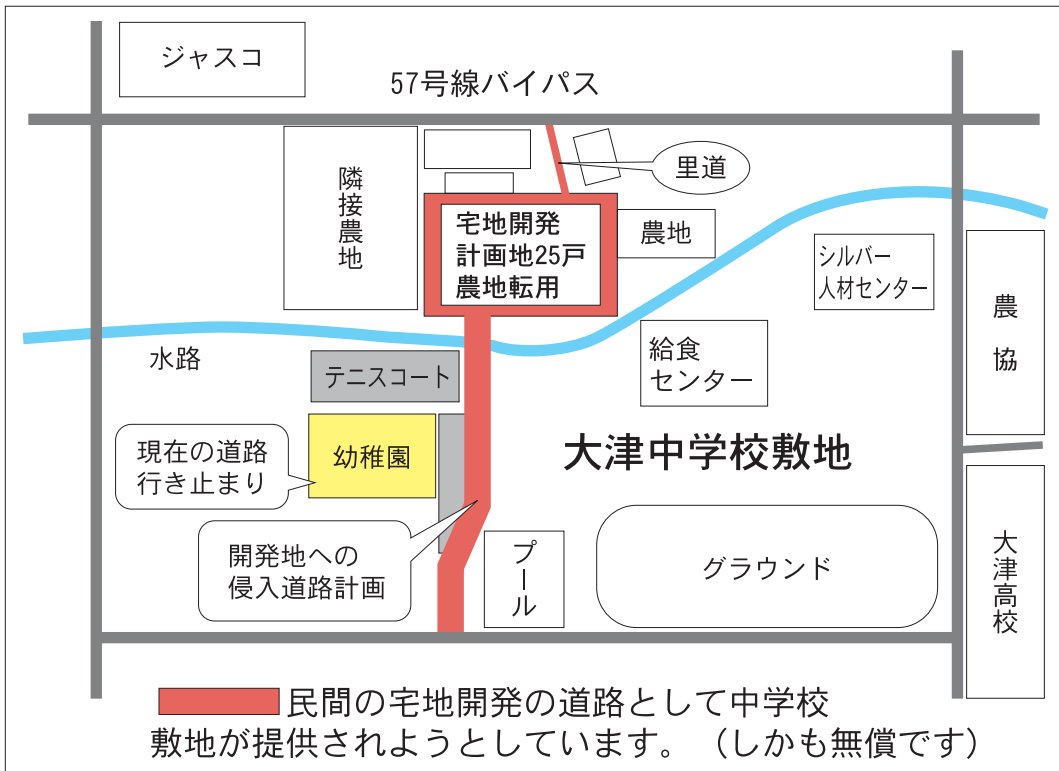 ジャスコ
57号線バイパス
隣接農地
里道
宅地開発
計画地25戸
農地転用
農地
シルバー
人材センター
農協
水路
テニスコート
給食
センター
現在の道路
行き止まり
幼稚園
大津中学校敷地
開発地への
侵入道路計画
プール
グラウンド
大津高校
民間の宅地開発の道路として中学校
敷地が提供されようとしています。（しかも無償です）